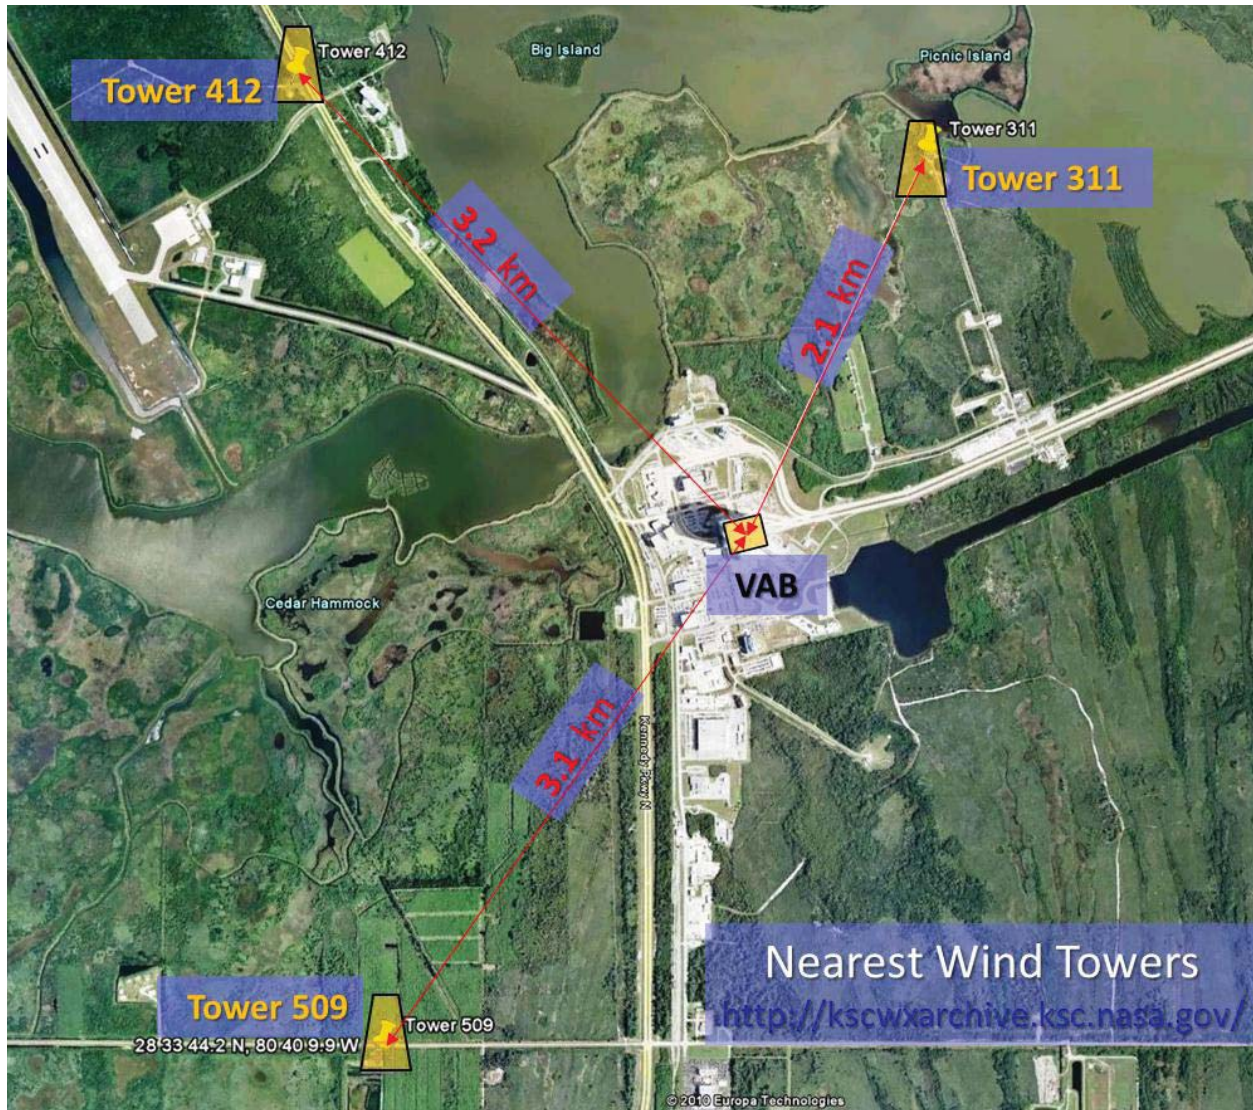 Tower 412
Tower 412
Big Island
Picnic Island
Tower 311
Tower 311
3.2 km
2.1 km
VAB
Cedar Hammock
3.1 km
Kennedy Pkwy N
Nearest Wind Towers
http://kscwxarchive.ksc.nasa.gov/
Tower 509
Tower 509
28 33 44.2 N, 80 40 9.9 W
© 2010 Europa Technologies